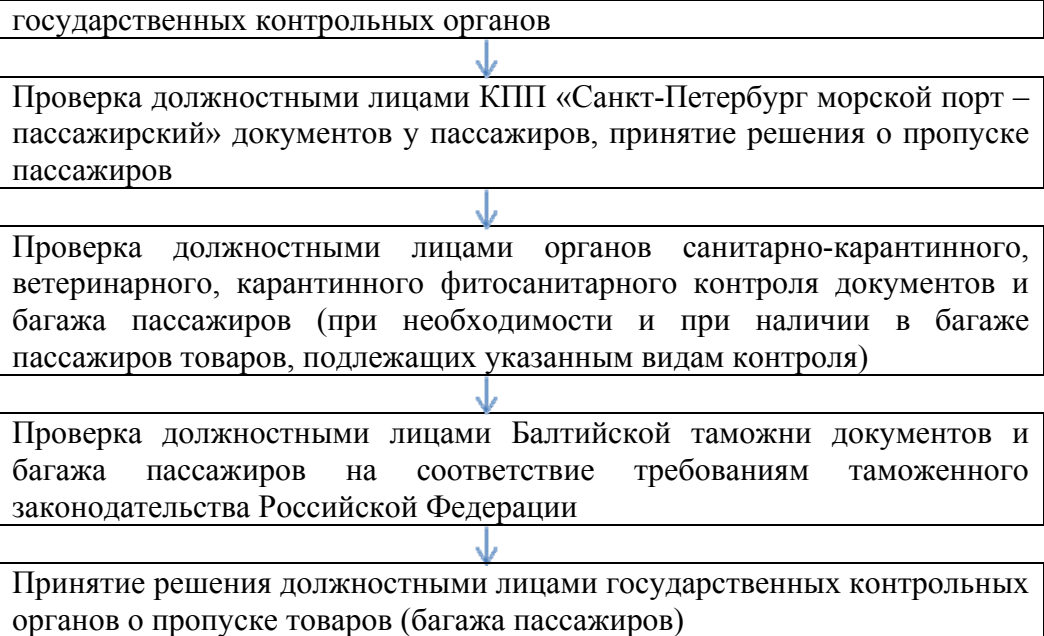 государственных контрольных органов
Проверка должностными лицами КПП «Санкт-Петербург морской порт –
пассажирский» документов у пассажиров, принятие решения о пропуске
пассажиров
Проверка должностными лицами органов санитарно-карантинного,
ветеринарного, карантинного фитосанитарного контроля документов и
багажа пассажиров (при необходимости и при наличии в багаже
пассажиров товаров, подлежащих указанным видам контроля)
Проверка должностными лицами Балтийской таможни документов и
багажа пассажиров на соответствие требованиям таможенного
законодательства Российской Федерации
Принятие решения должностными лицами государственных контрольных
органов о пропуске товаров (багажа пассажиров)